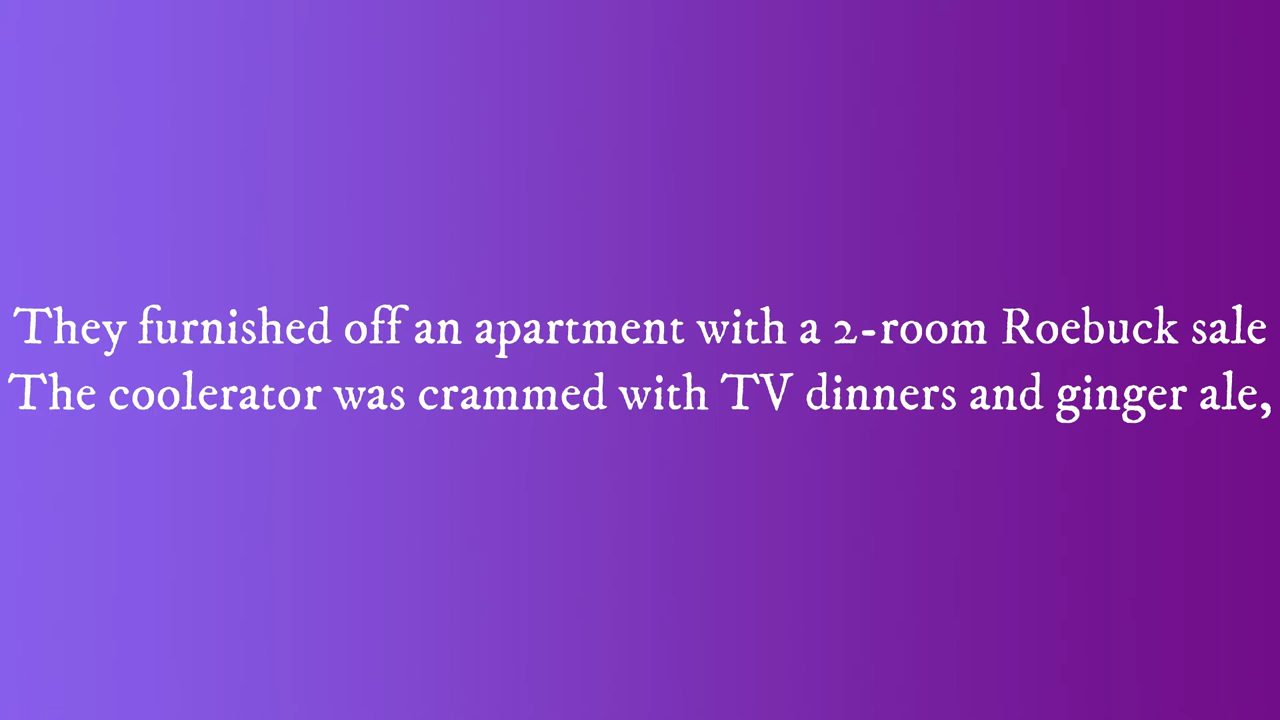 They furnished off an apartment with a 2-room Roebuck sale
The coolerator was crammed with TV dinners and ginger ale,